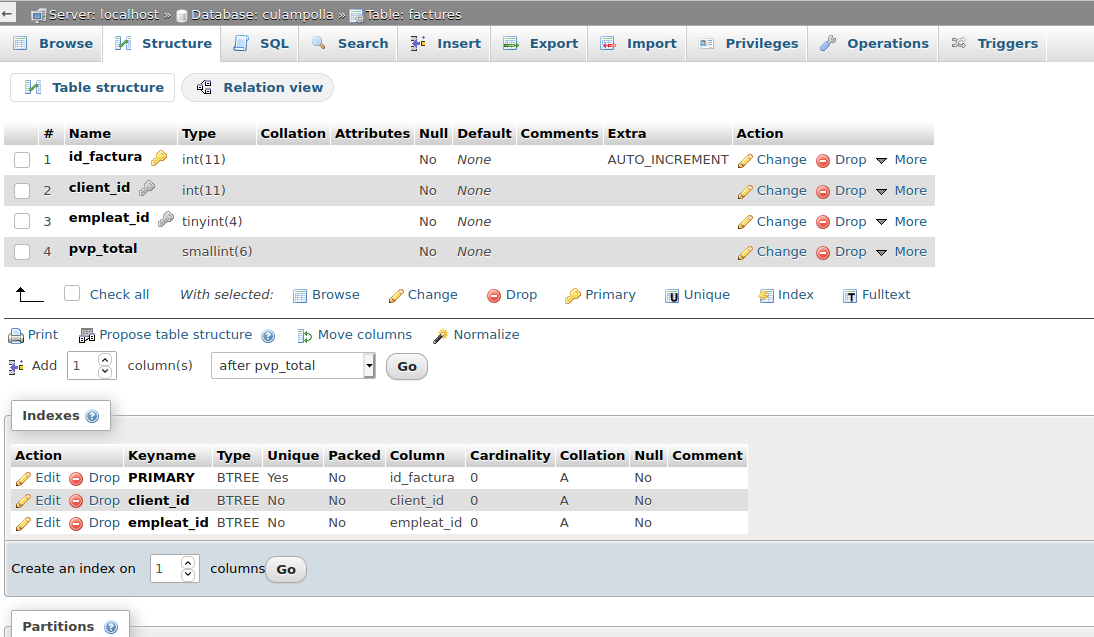 Server: localhost » Database: culampolla » Table: factures
Browse Structure SQL Search Insert Export Import Privileges Operations Triggers
Table structure Relation view
# Name Type Collation Attributes Null Default Comments Extra Action
1 id_factura int(11) No None AUTO_INCREMENT Change Drop More
2 client_id int(11) No None Change Drop More
3 empleat_id tinyint(4) No None Change Drop More
4 pvp_total smallint(6) No None Change Drop More
Check all With selected: Browse Change Drop Primary Unique Index Fulltext
Print Propose table structure Move columns Normalize
Add 1 column(s) after pvp_total Go
Indexes
Action Keyname Type Unique Packed Column Cardinality Collation Null Comment
Edit Drop PRIMARY BTREE Yes No id_factura 0 A No
Edit Drop client_id BTREE No No client_id 0 A No
Edit Drop empleat_id BTREE No No empleat_id 0 A No
Create an index on 1 columns Go
Partitions